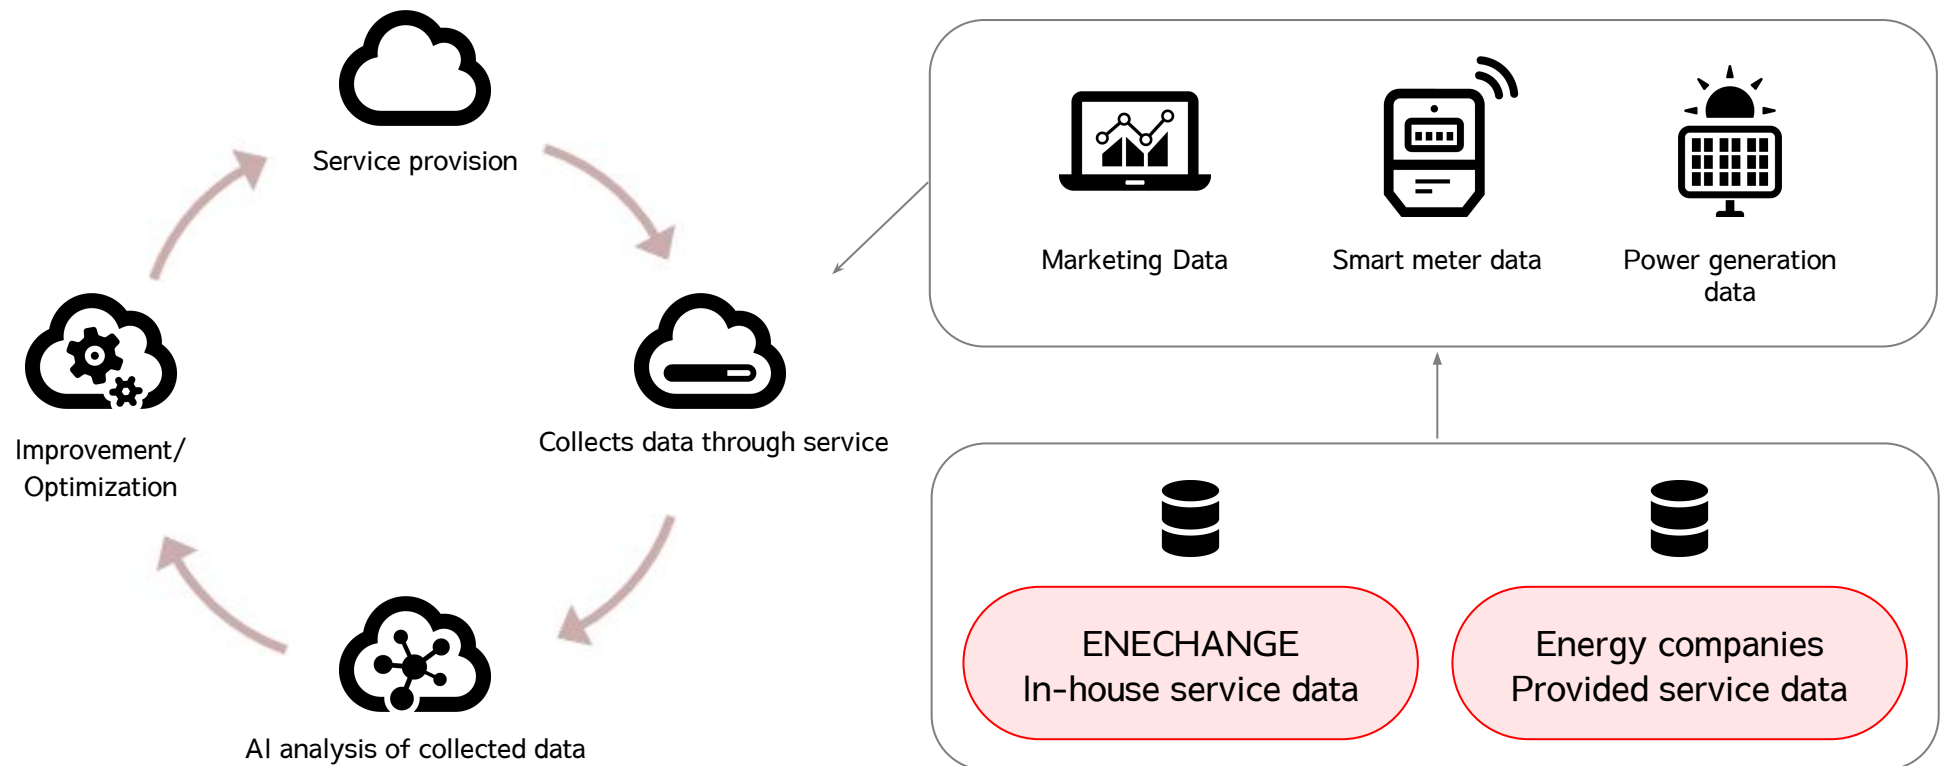 Service provision
Collects data through service
AI analysis of collected data
Improvement/
Optimization
Marketing Data
Smart meter data
Power generation
data
ENECHANGE
In-house service data
Energy companies
Provided service data